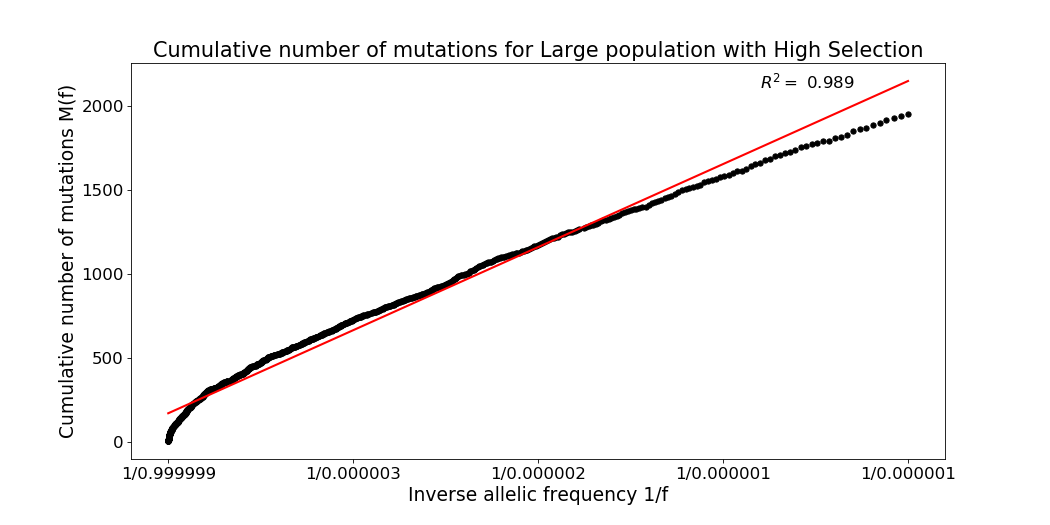 Cumulative number of mutations for Large population with High Selection
R² = 0.989
Cumulative number of mutations M(f)
2000
1500
1000
500
0
1/0.999999 1/0.000003 1/0.000002 1/0.000001 1/0.000001
Inverse allelic frequency 1/f